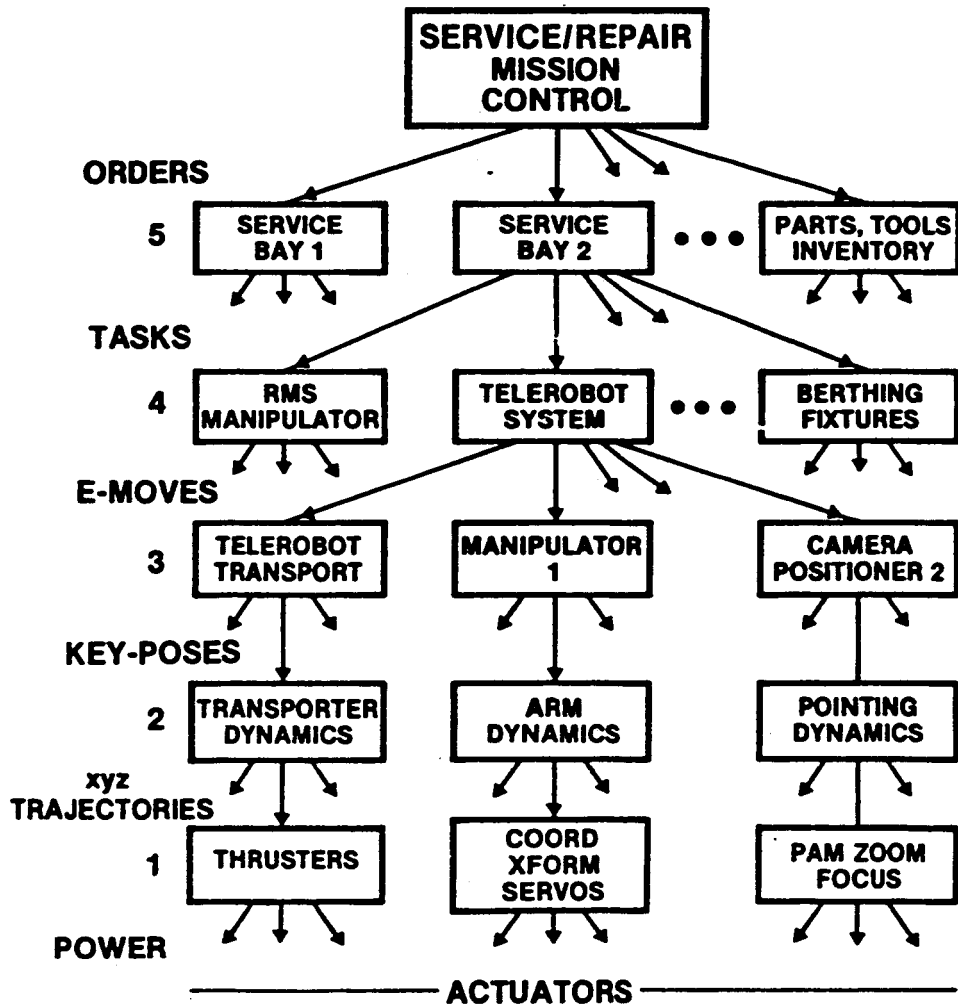 SERVICE/REPAIR
MISSION
CONTROL
ORDERS
5
SERVICE
BAY 1
SERVICE
BAY 2
PARTS, TOOLS
INVENTORY
TASKS
4
RMS
MANIPULATOR
TELEROBOT
SYSTEM
BERTHING
FIXTURES
E-MOVES
3
TELEROBOT
TRANSPORT
MANIPULATOR
1
CAMERA
POSITIONER 2
KEY-POSES
2
TRANSPORTER
DYNAMICS
ARM
DYNAMICS
POINTING
DYNAMICS
xyz
TRAJECTORIES
1
THRUSTERS
COORD
XFORM
SERVOS
PAM ZOOM
FOCUS
POWER
ACTUATORS